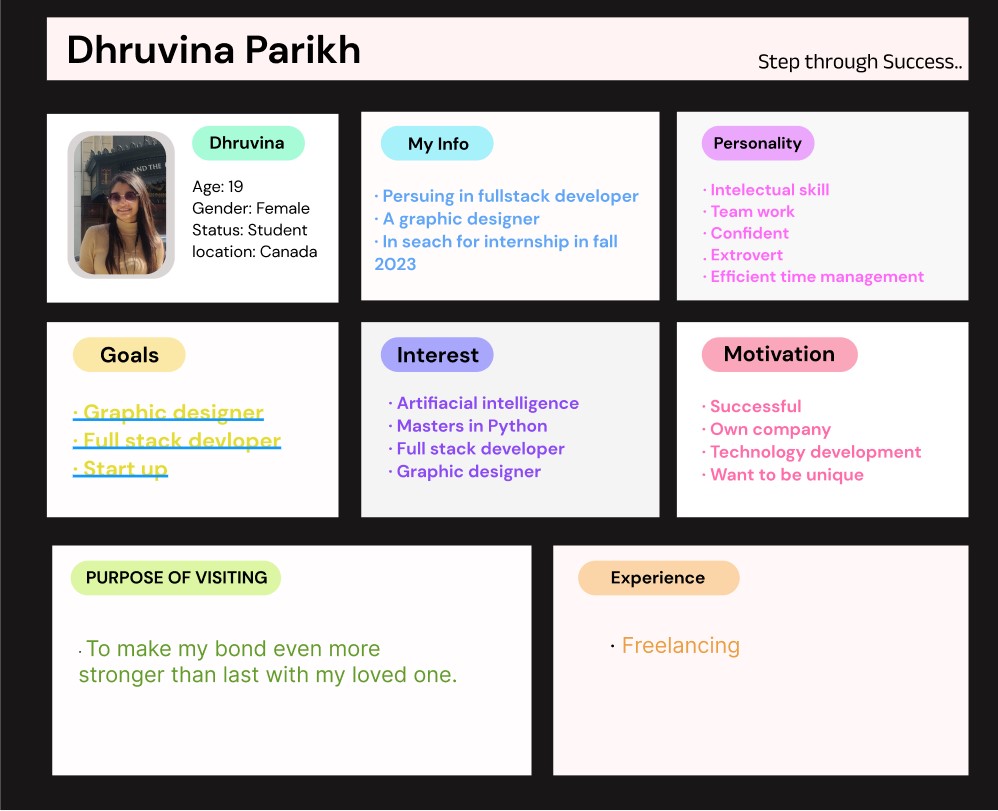 Dhruvina Parikh
Step through Success..
AND THE
Dhruvina
Age: 19
Gender: Female
Status: Student
location: Canada
My Info
· Persuing in fullstack developer
· A graphic designer
· In seach for internship in fall
2023
Personality
· Intelectual skill
· Team work
· Confident
. Extrovert
· Efficient time management
Goals
· Graphic designer
· Full stack devloper
· Start up
Interest
· Artifiacial intelligence
· Masters in Python
· Full stack developer
· Graphic designer
Motivation
· Successful
· Own company
· Technology development
· Want to be unique
PURPOSE OF VISITING
· To make my bond even more
stronger than last with my loved one.
Experience
· Freelancing